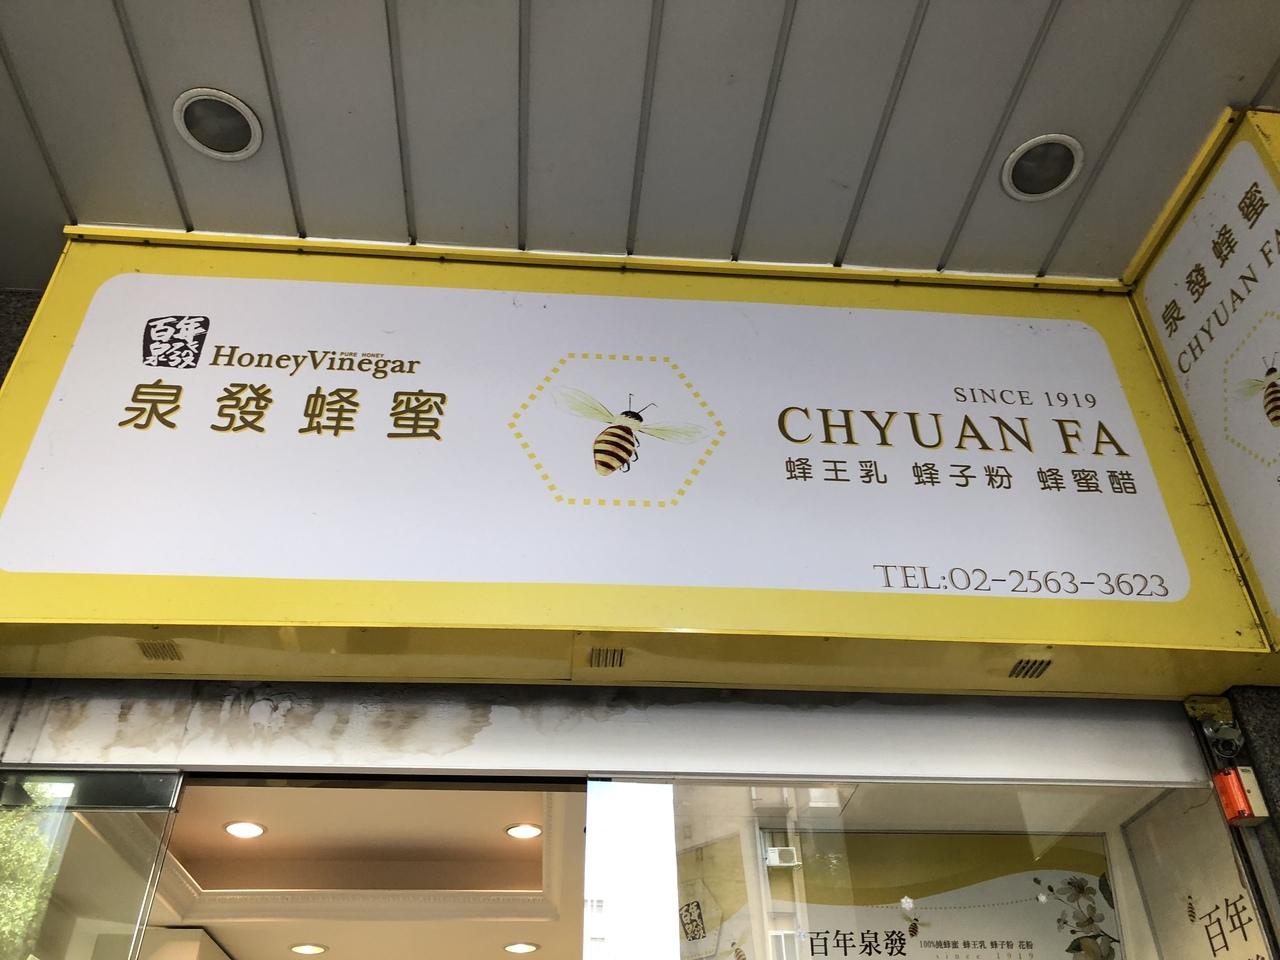 百年
泉發
HoneyVinegar
PURE HONEY
泉發蜂蜜
SINCE 1919
CHYUAN FA
蜂王乳 蜂子粉 蜂蜜醋
TEL:02-2563-3623
泉發蜂蜜
CHYUAN FA
百年泉發
100%純蜂蜜 蜂王乳 蜂子粉 花粉
since 1919
百年